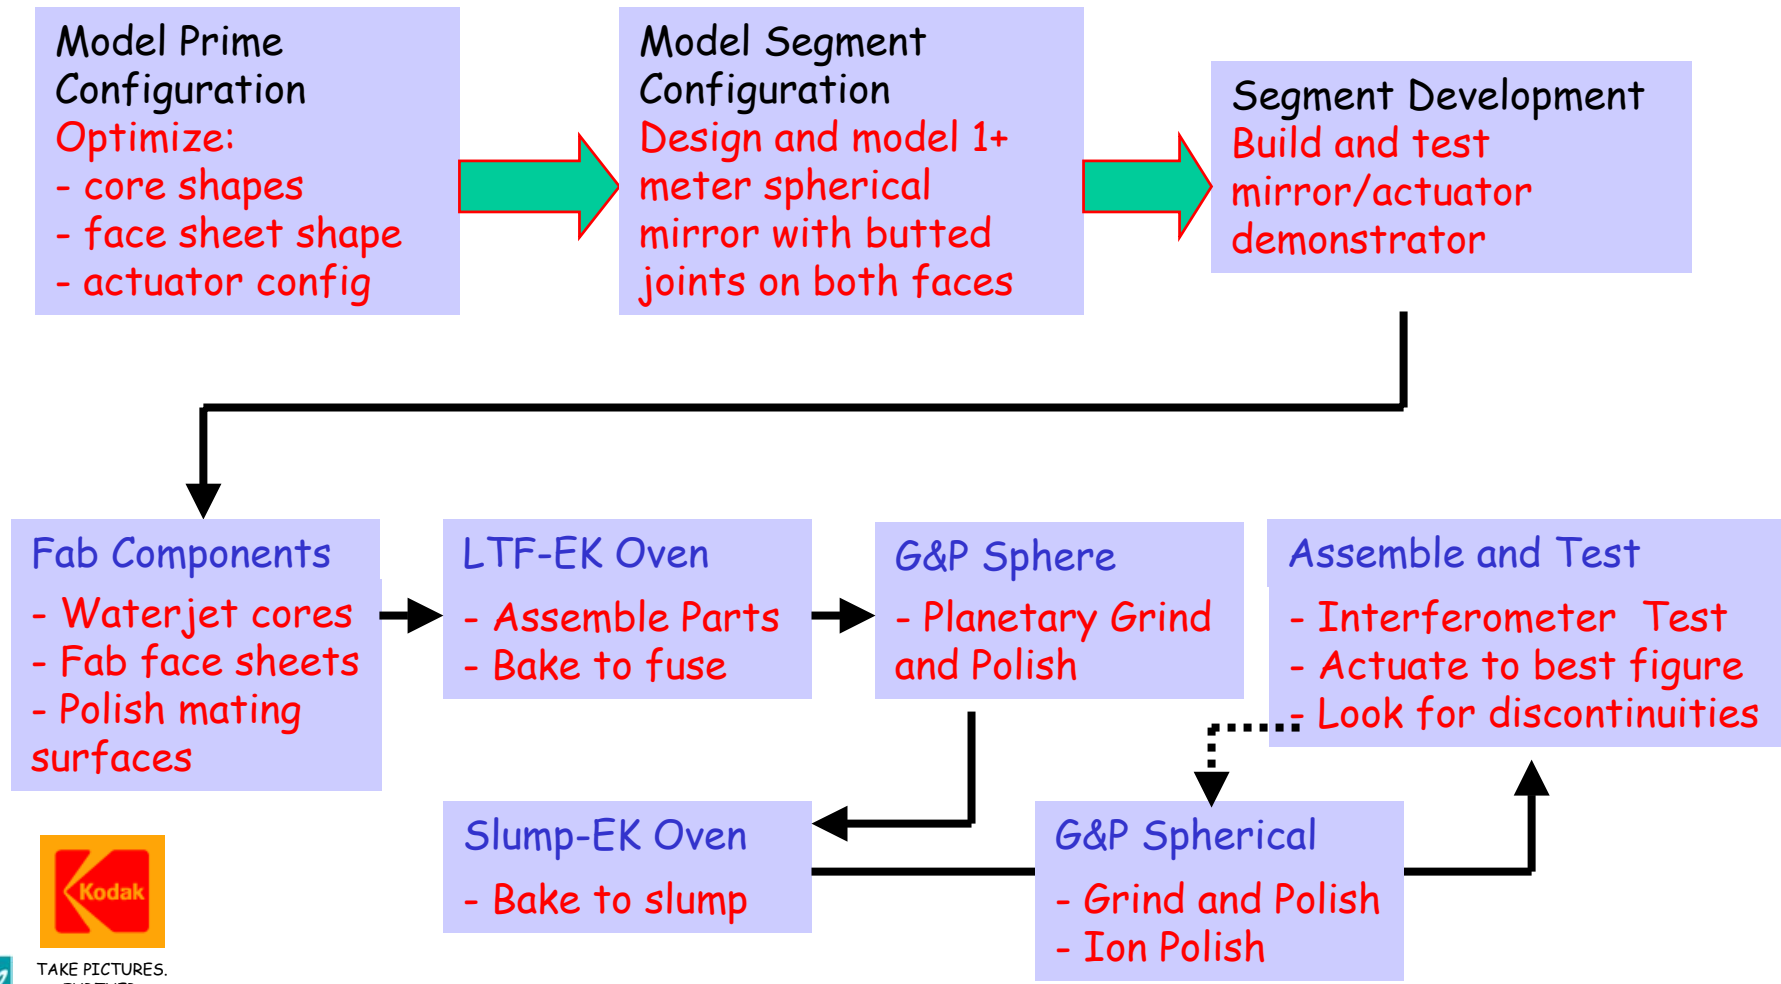 Model Prime
Configuration
Optimize:
- core shapes
- face sheet shape
- actuator config
Model Segment
Configuration
Design and model 1+
meter spherical
mirror with butted
joints on both faces
Segment Development
Build and test
mirror/actuator
demonstrator
Fab Components
- Waterjet cores
- Fab face sheets
- Polish mating
surfaces
LTF-EK Oven
- Assemble Parts
- Bake to fuse
G&P Sphere
- Planetary Grind
and Polish
Assemble and Test
- Interferometer Test
- Actuate to best figure
- Look for discontinuities
Slump-EK Oven
- Bake to slump
G&P Spherical
- Grind and Polish
- Ion Polish
Kodak
TAKE PICTURES.